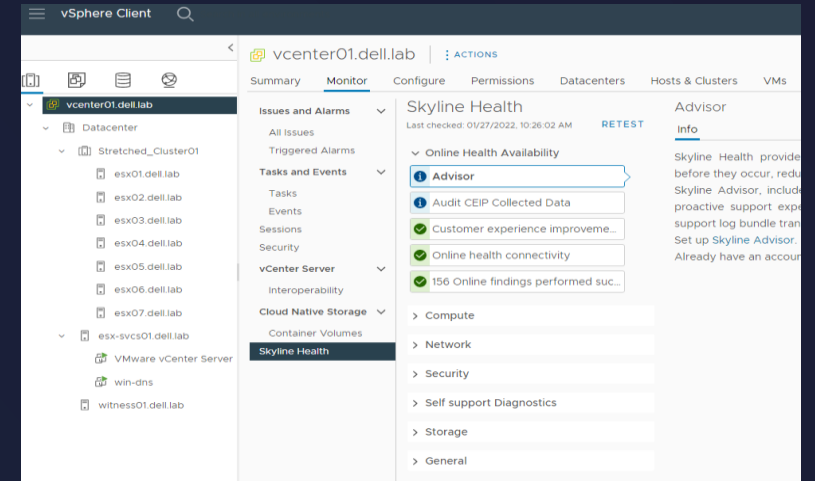 vSphere Client
vcenter01.dell.lab
Datacenter
Stretched_Cluster01
esx01.dell.lab
esx02.dell.lab
esx03.dell.lab
esx04.dell.lab
esx05.dell.lab
esx06.dell.lab
esx07.dell.lab
esx-svcs01.dell.lab
VMware vCenter Server
win-dns
witness01.dell.lab
vcenter01.dell.lab
ACTIONS
Summary Monitor Configure Permissions Datacenters Hosts & Clusters VMs
Issues and Alarms
All Issues
Triggered Alarms
Tasks and Events
Tasks
Events
Sessions
Security
vCenter Server
Interoperability
Cloud Native Storage
Container Volumes
Skyline Health
Skyline Health
Last checked: 01/27/2022, 10:26:02 AM RETEST
Online Health Availability
Advisor
Audit CEIP Collected Data
Customer experience improveme...
Online health connectivity
156 Online findings performed suc...
Compute
Network
Security
Self support Diagnostics
Storage
General
Advisor
Info
Skyline Health provide
before they occur, redu
Skyline Advisor, include
proactive support expe
support log bundle tran
Set up Skyline Advisor.
Already have an accoun